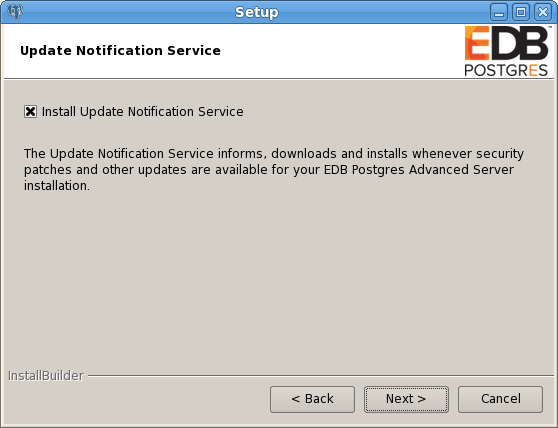 Setup
Update Notification Service
EDB™
POSTGRES
Install Update Notification Service
The Update Notification Service informs, downloads and installs whenever security
patches and other updates are available for your EDB Postgres Advanced Server
installation.
InstallBuilder
< Back
Next >
Cancel